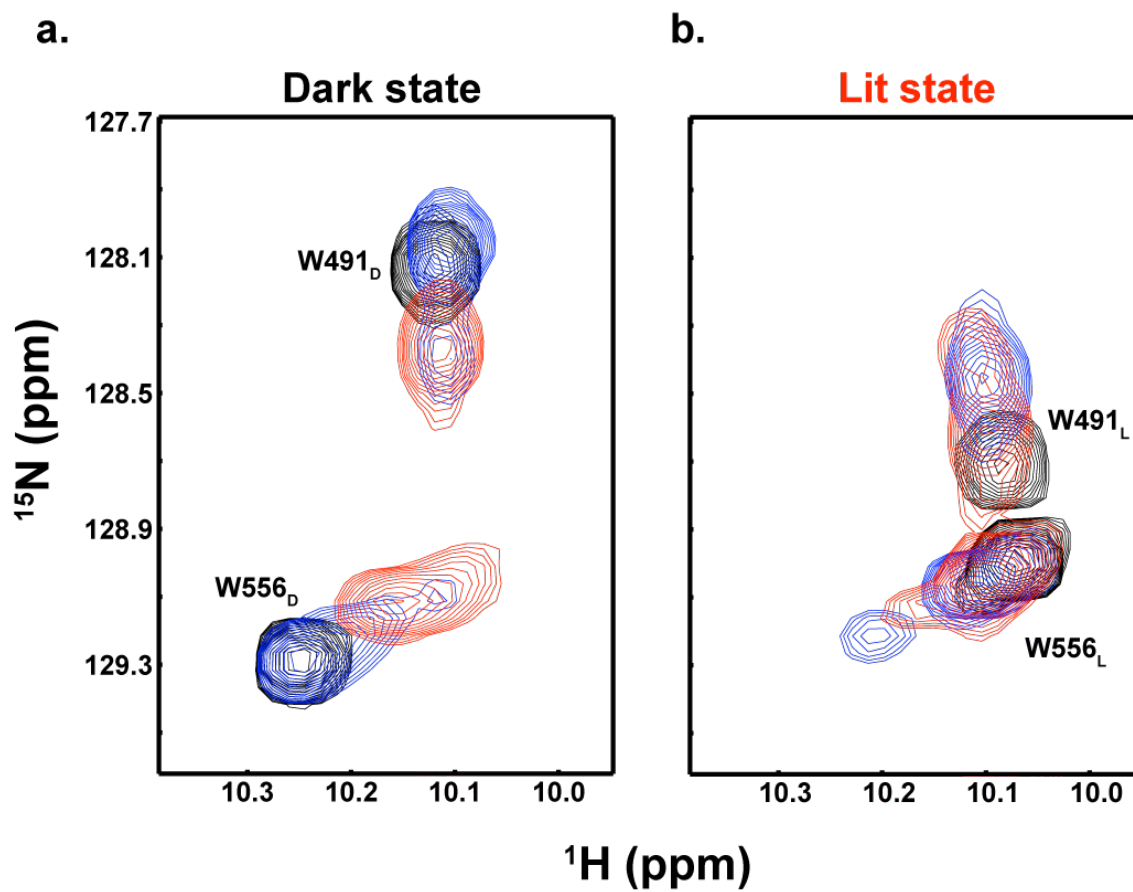 a.
b.
Dark state
Lit state
127.7
128.1
128.5
128.9
129.3
¹⁵N (ppm)
W491D
W556D
W491L
W556L
10.3 10.2 10.1 10.0
10.3 10.2 10.1 10.0
¹H (ppm)